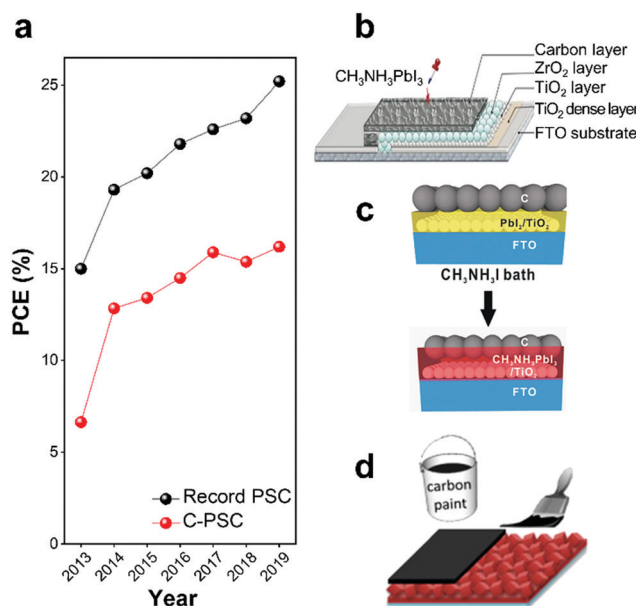 a
PCE (%)
25
20
15
10
5
0
Record PSC
C-PSC
2013
2014
2015
2016
2017
2018
2019
Year
b
CH₃NH₃PbI₃
Carbon layer
ZrO₂ layer
TiO₂ layer
TiO₂ dense layer
FTO substrate
c
C
PbI₂/TiO₂
FTO
CH₃NH₃I bath
C
CH₃NH₃PbI₃
/TiO₂
FTO
d
carbon
paint